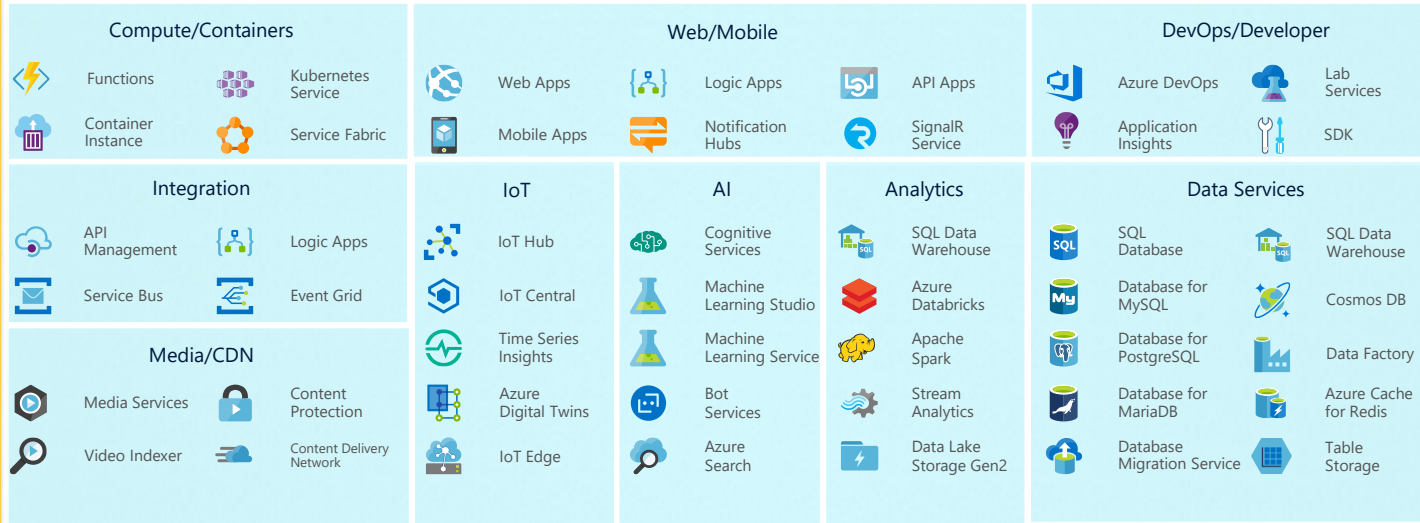 Compute/Containers
Functions
Kubernetes
Service
Container
Instance
Service Fabric
Web/Mobile
Web Apps
Logic Apps
API Apps
Mobile Apps
Notification
Hubs
SignalR
Service
DevOps/Developer
Azure DevOps
Lab
Services
Application
Insights
SDK
Integration
API
Management
Logic Apps
Service Bus
Event Grid
Media/CDN
Media Services
Content
Protection
Video Indexer
Content Delivery
Network
IoT
IoT Hub
IoT Central
Time Series
Insights
Azure
Digital Twins
IoT Edge
AI
Cognitive
Services
Machine
Learning Studio
Machine
Learning Service
Bot
Services
Azure
Search
Analytics
SQL
SQL Data
Warehouse
Azure
Databricks
Apache
Spark
Stream
Analytics
Data Lake
Storage Gen2
Data Services
SQL
SQL
Database
SQL
SQL Data
Warehouse
My
Database for
MySQL
Cosmos DB
Database for
PostgreSQL
Data Factory
Database for
MariaDB
Azure Cache
for Redis
Database
Migration Service
Table
Storage